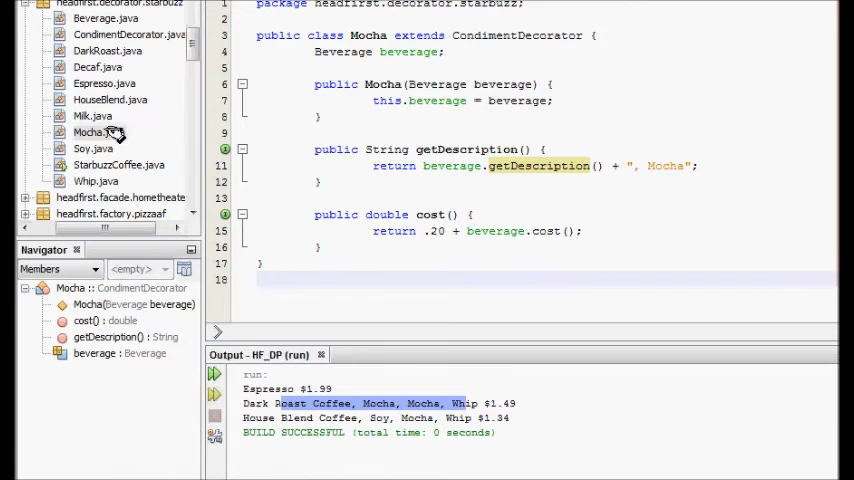 headfirst.decorator.starbuzz
Beverage.java
CondimentDecorator.java
DarkRoast.java
Decaf.java
Espresso.java
HouseBlend.java
Milk.java
Mocha.
Soy.java
StarbuzzCoffee.java
Whip.java
headfirst.facade.hometheate
headfirst.factory.pizzaaf
Navigator
Members
<empty>
Mocha :: CondimentDecorator
Mocha(Beverage beverage)
cost() : double
getDescription() : String
beverage : Beverage
1 package headfirst.decorator.starbuzz;
2
3 public class Mocha extends CondimentDecorator {
4 Beverage beverage;
5
6 public Mocha(Beverage beverage) {
7 this.beverage = beverage;
8 }
9
public String getDescription() {
11 return beverage.getDescription() + ", Mocha";
12 }
13
public double cost() {
15 return .20 + beverage.cost();
16 }
17 }
18
Output - HF_DP (run)
run:
Espresso $1.99
Dark Roast Coffee, Mocha, Mocha, Whip $1.49
House Blend Coffee, Soy, Mocha, Whip $1.34
BUILD SUCCESSFUL (total time: 0 seconds)